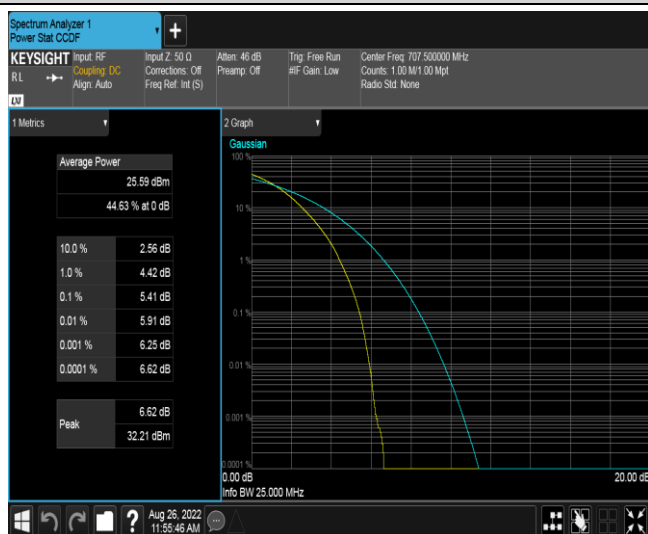 Spectrum Analyzer 1
Power Stat CCDF
KEYSIGHT
R L
LXI
Input: RF
Coupling: DC
Align: Auto
Input Z: 50 Ω
Corrections: Off
Freq Ref: Int (S)
Atten: 46 dB
Preamp: Off
Trig: Free Run
#IF Gain: Low
Center Freq: 707.500000 MHz
Counts: 1.00 M/1.00 Mpt
Radio Std: None
1 Metrics
Average Power
25.59 dBm
44.63 % at 0 dB
10.0 % 2.56 dB
1.0 % 4.42 dB
0.1 % 5.41 dB
0.01 % 5.91 dB
0.001 % 6.25 dB
0.0001 % 6.62 dB
Peak
6.62 dB
32.21 dBm
2 Graph
Gaussian
100 %
10 %
1 %
0.1 %
0.01 %
0.001 %
0.0001 %
0.00 dB
20.00 dB
Info BW 25.000 MHz
?
Aug 26, 2022
11:55:46 AM